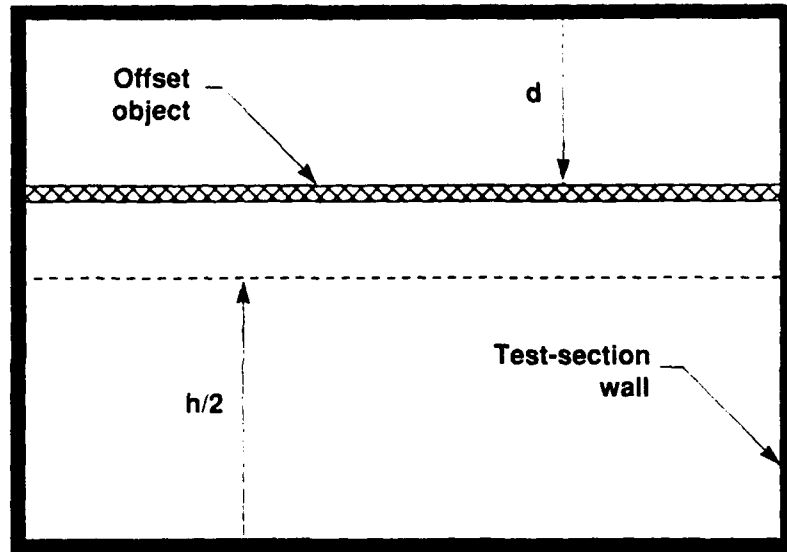 Offset
object
d
Test-section
wall
h/2